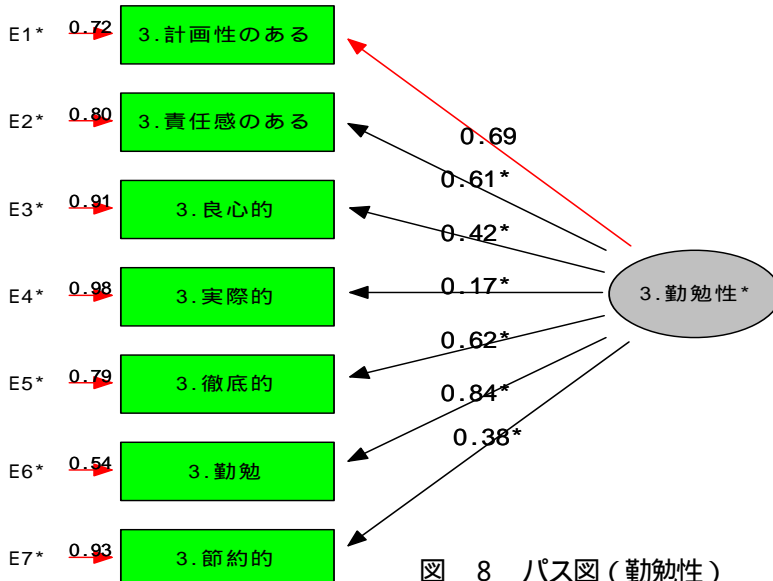 E1* 0.72 3.計画性のある
0.69
E2* 0.80 3.責任感のある
0.61*
E3* 0.91 3.良心的
0.42*
E4* 0.98 3.実際的
0.17*
3.勤勉性*
E5* 0.79 3.徹底的
0.62*
E6* 0.54 3.勤勉
0.84*
E7* 0.93 3.節約的
0.38*
図 8 パス図(勤勉性)